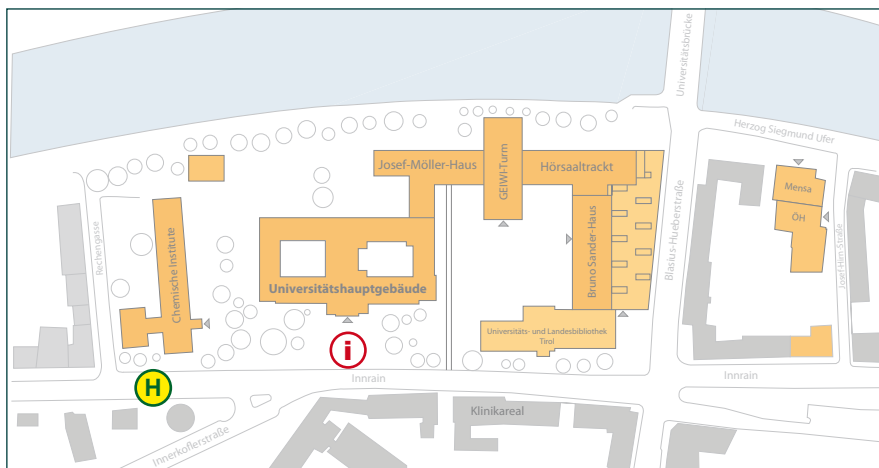 Universitätsbrücke
Herzog Siegmund Ufer
Josef-Möller-Haus
GEIWI-Turm
Hörsaaltrackt
Mensa
ÖH
Rechengasse
Chemische Institute
Universitätshauptgebäude
Bruno Sander-Haus
Blasius-Hueberstraße
Josef-Hirn-Straße
Universitäts- und Landesbibliothek
Tirol
i
H
Innrain
Innrain
Klinikareal
Innerkoflerstraße